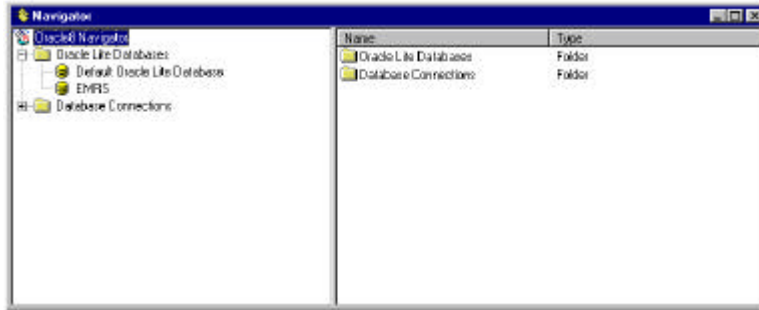 Navigator
Oracle8 Navigator
Oracle Lite Databases
Default Oracle Lite Database
EMRS
Database Connections
Name Type
Oracle Lite Databases Folder
Database Connections Folder